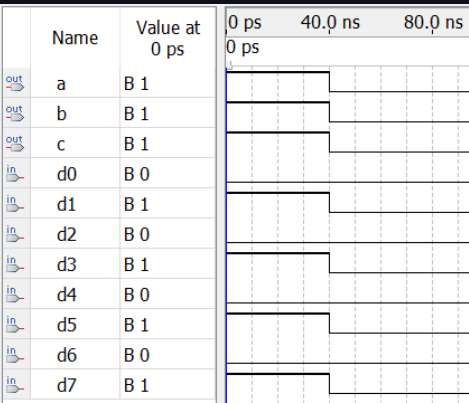 Name Value at 0 ps 0 ps 40.0 ns 80.0 ns
0 ps
out a B 1
out b B 1
out c B 1
in d0 B 0
in d1 B 1
in d2 B 0
in d3 B 1
in d4 B 0
in d5 B 1
in d6 B 0
in d7 B 1